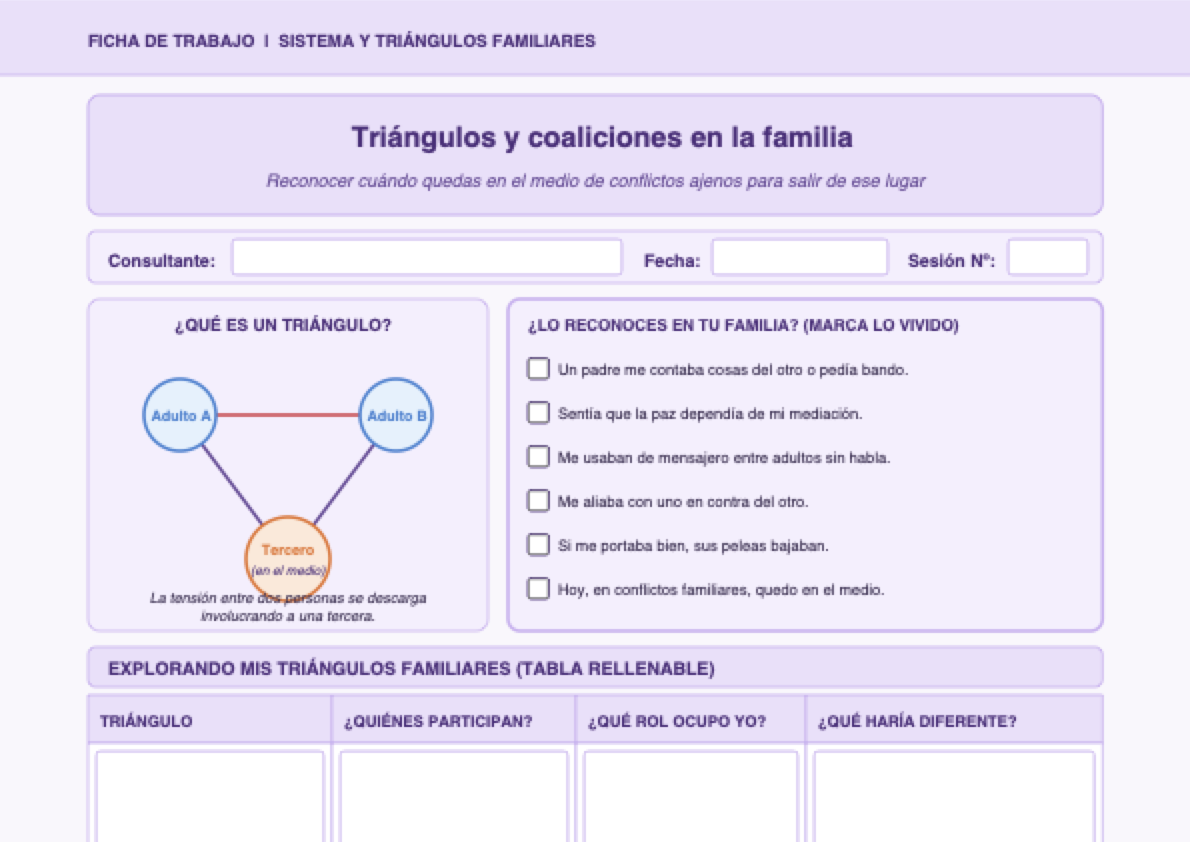 FICHA DE TRABAJO | SISTEMA Y TRIÁNGULOS FAMILIARES
Triángulos y coaliciones en la familia
Reconocer cuándo quedas en el medio de conflictos ajenos para salir de ese lugar
Consultante:
Fecha:
Sesión Nº:
¿QUÉ ES UN TRIÁNGULO?
Adulto A
Adulto B
Tercero
(en el medio)
La tensión entre dos personas se descarga
involucrando a una tercera.
¿LO RECONOCES EN TU FAMILIA? (MARCA LO VIVIDO)
Un padre me contaba cosas del otro o pedía bando.
Sentía que la paz dependía de mi mediación.
Me usaban de mensajero entre adultos sin habla.
Me aliaba con uno en contra del otro.
Si me portaba bien, sus peleas bajaban.
Hoy, en conflictos familiares, quedo en el medio.
EXPLORANDO MIS TRIÁNGULOS FAMILIARES (TABLA RELLENABLE)
TRIÁNGULO
¿QUIÉNES PARTICIPAN?
¿QUÉ ROL OCUPO YO?
¿QUÉ HARÍA DIFERENTE?